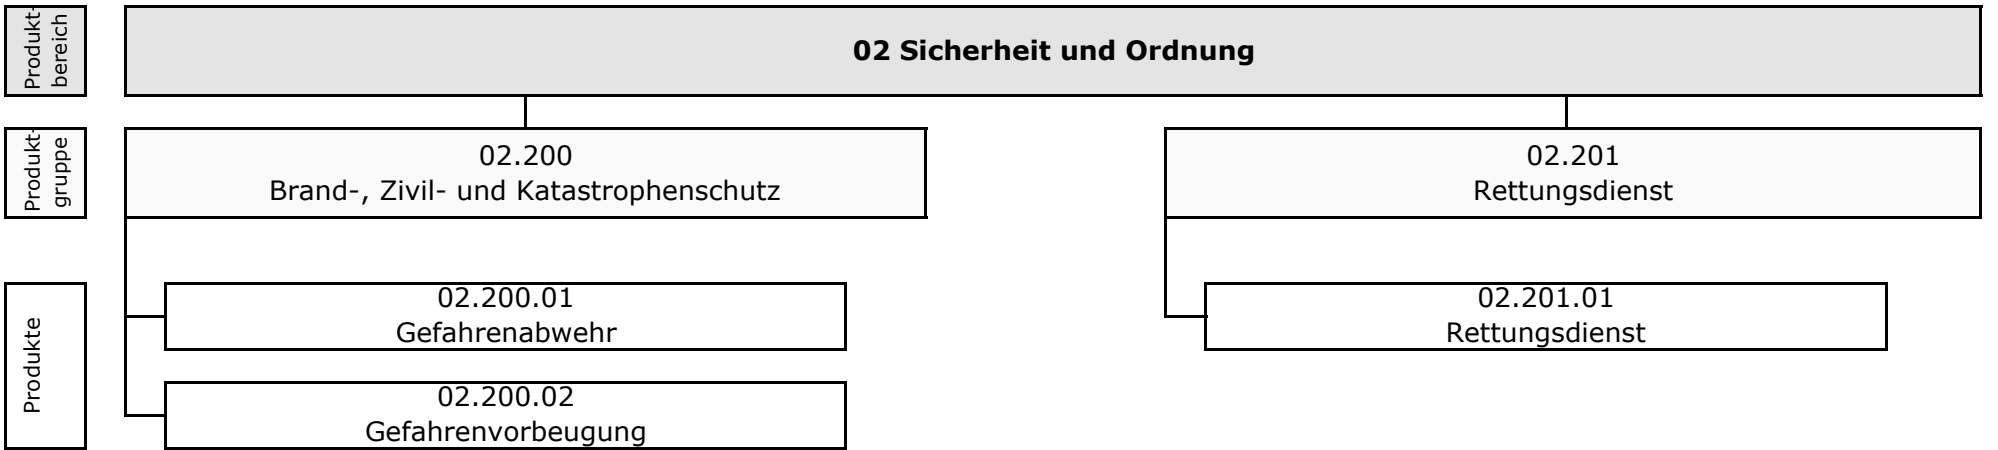 Produkt-
bereich
02 Sicherheit und Ordnung
Produkt-
gruppe
02.200
Brand-, Zivil- und Katastrophenschutz
02.201
Rettungsdienst
Produkte
02.200.01
Gefahrenabwehr
02.201.01
Rettungsdienst
02.200.02
Gefahrenvorbeugung